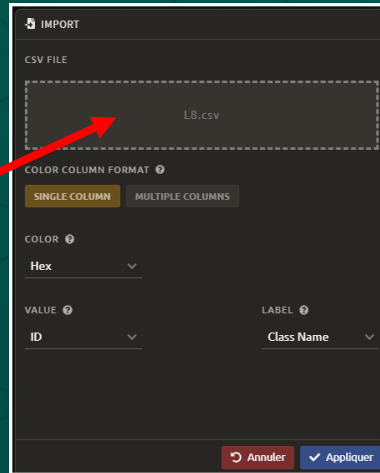 IMPORT
CSV FILE
L8.csv
COLOR COLUMN FORMAT
SINGLE COLUMN MULTIPLE COLUMNS
COLOR
Hex
VALUE LABEL
ID Class Name
Annuler Appliquer